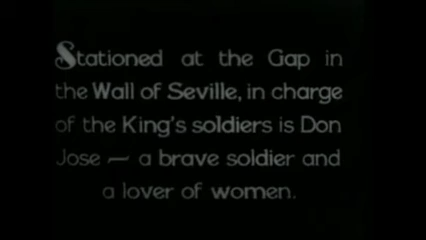 Stationed at the Gap in
the Wall of Seville, in charge
of the King's soldiers is Don
Jose — a brave soldier and
a lover of women.